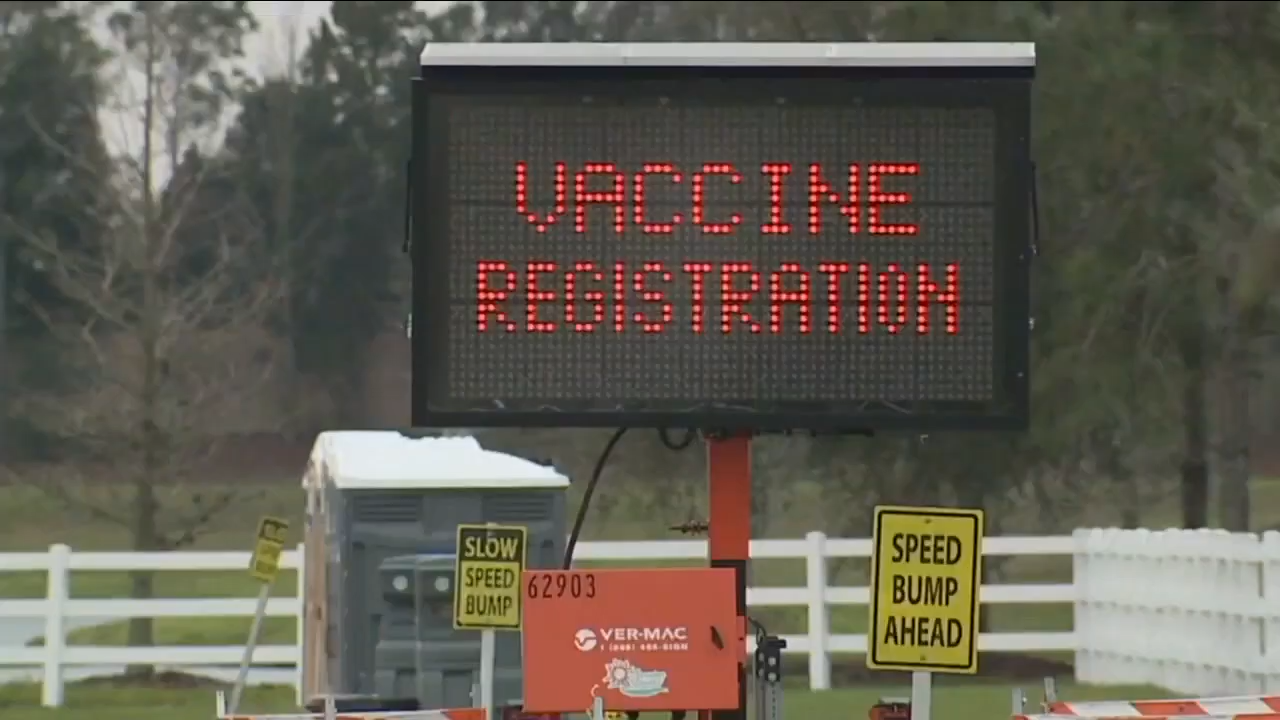 VACCINE
REGISTRATION
SLOW
SPEED
BUMP
62903
VER-MAC
SPEED
BUMP
AHEAD